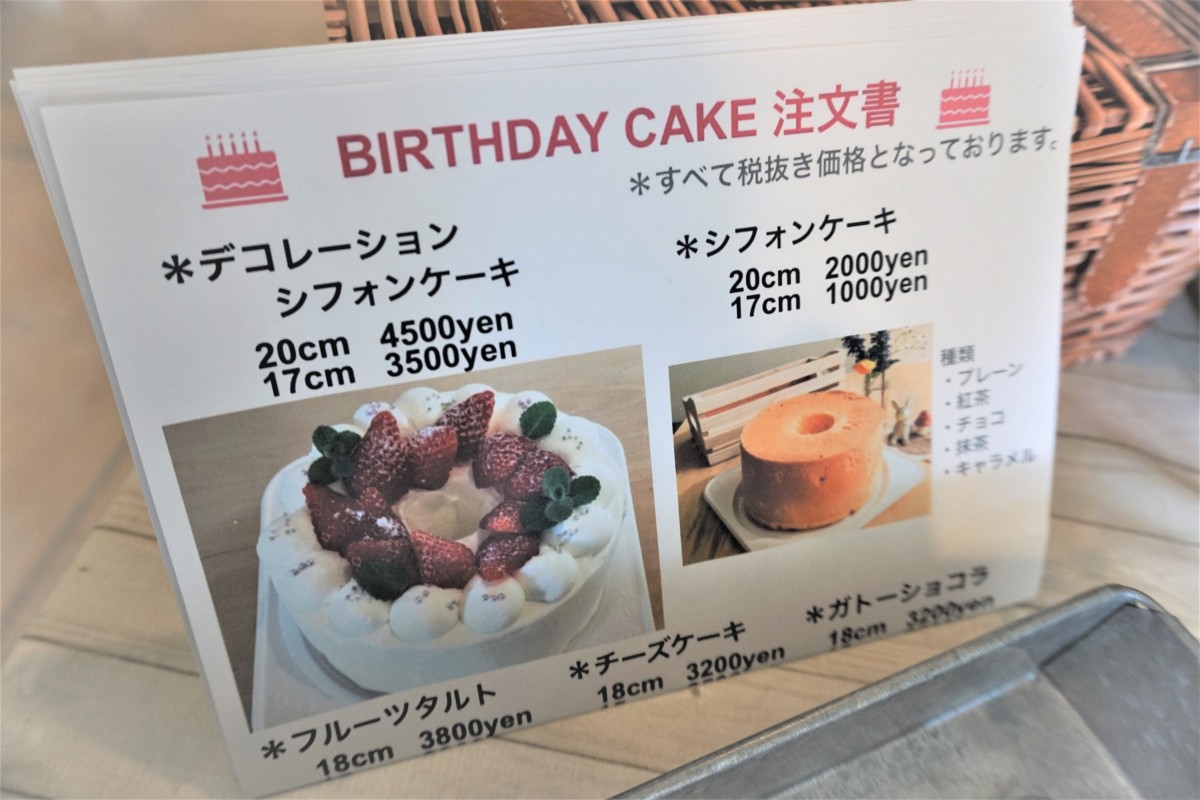 BIRTHDAY CAKE 注文書
＊すべて税抜き価格となっております。
＊デコレーション
シフォンケーキ
20cm 4500yen
17cm 3500yen
＊シフォンケーキ
20cm 2000yen
17cm 1000yen
種類
・プレーン
・紅茶
・チョコ
・抹茶
・キャラメル
＊フルーツタルト
18cm 3800yen
＊チーズケーキ
18cm 3200yen
＊ガトーショコラ
18cm 3200yen